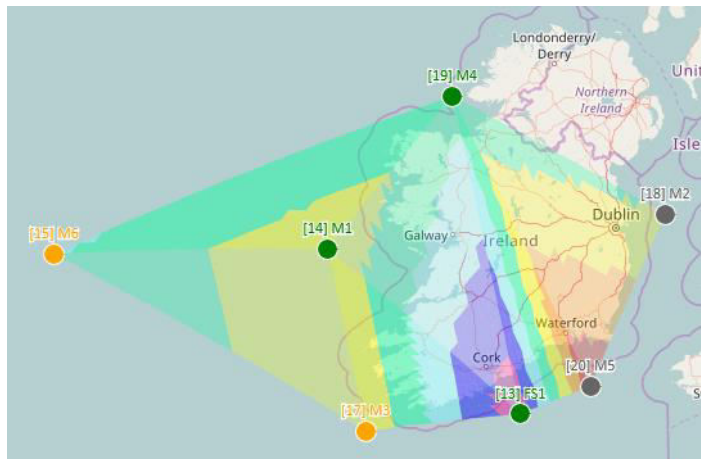 Londonderry/
Derry
[19] M4
Northern
Ireland
Unit
Isle
[18] M2
Dublin
[15] M6
[14] M1
Galway
Ireland
Waterford
Cork
[20] M5
[13] FS1
[17] M3
S